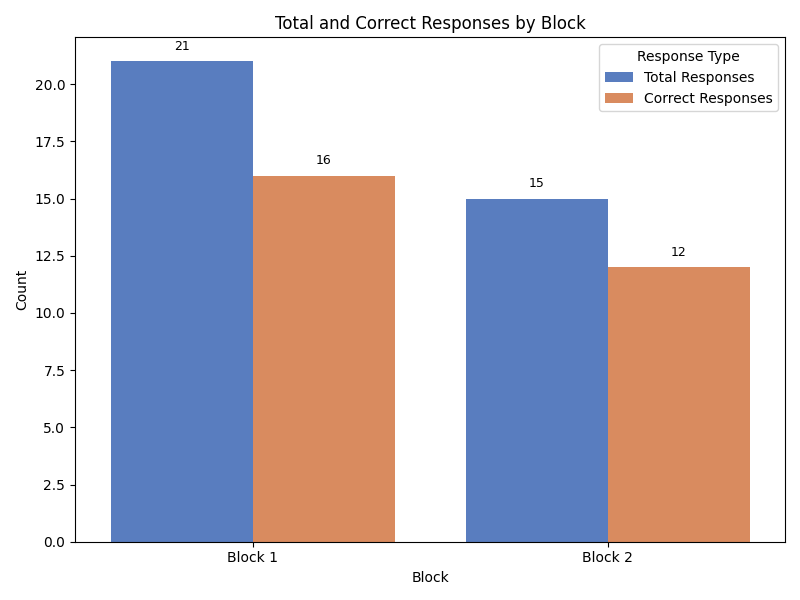 Total and Correct Responses by Block
Response Type
Total Responses
Correct Responses
21
16
15
12
20.0
17.5
15.0
12.5
10.0
7.5
5.0
2.5
0.0
Count
Block 1
Block 2
Block